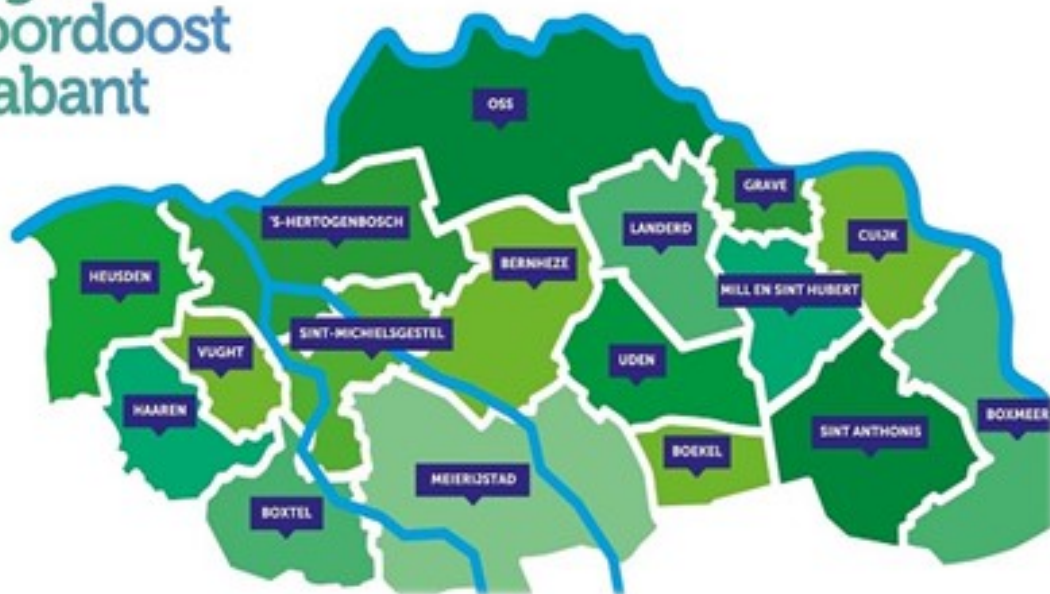 oordoost
abant
OSS
GRAVE
'S-HERTOGENBOSCH
LANDERD
CUIJK
BERNHEZE
HEUSDEN
MILL EN SINT HUBERT
SINT-MICHIELSGESTEL
VUGHT
UDEN
HAAREN
BOXMEER
SINT ANTHONIS
BOEKEL
MEIERIJSTAD
BOXTEL